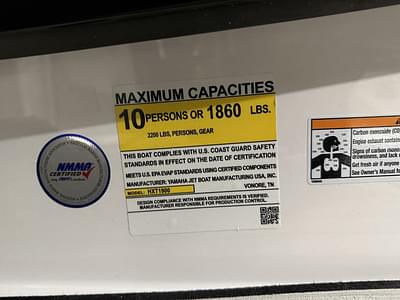 MAXIMUM CAPACITIES
10 PERSONS OR 1860 LBS.
2200 LBS, PERSONS, GEAR
THIS BOAT COMPLIES WITH U.S. COAST GUARD SAFETY
STANDARDS IN EFFECT ON THE DATE OF CERTIFICATION
MEETS U.S. EPA EVAP STANDARDS USING CERTIFIED COMPONENTS
MANUFACTURER: YAMAHA JET BOAT MANUFACTURING USA, INC.
VONORE, TN
MODEL: HXT1800
DESIGN COMPLIANCE WITH NMMA REQUIREMENTS IS VERIFIED.
MANUFACTURER RESPONSIBLE FOR PRODUCTION CONTROL.
NMMA
CERTIFIED
Carbon monoxide (CO)
Engine exhaust contains
Signs of carbon mon
drowsiness, and lack
Get fresh air if anyone
See Owner's Manual fo